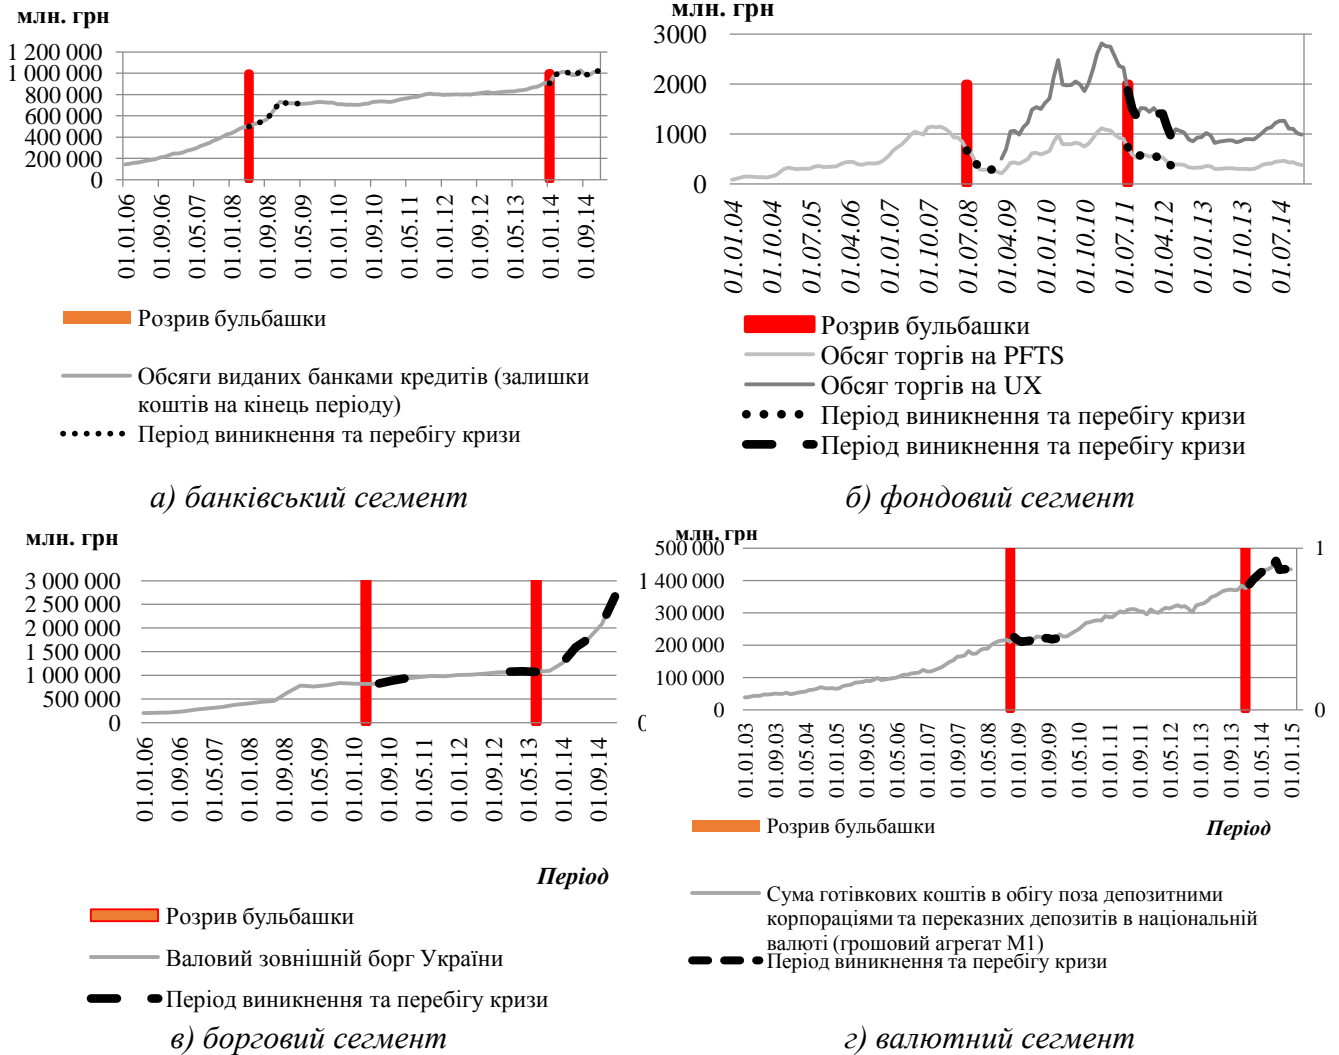 млн. грн
1 200 000
1 000 000
800 000
600 000
400 000
200 000
0
01.01.06
01.09.06
01.05.07
01.01.08
01.09.08
01.05.09
01.01.10
01.09.10
01.05.11
01.01.12
01.09.12
01.05.13
01.01.14
01.09.14
Розрив бульбашки
Обсяги виданих банками кредитів (залишки
коштів на кінець періоду)
Період виникнення та перебігу кризи
а) банківський сегмент
млн. грн
3000
2000
1000
0
01.01.04
01.10.04
01.07.05
01.04.06
01.01.07
01.10.07
01.07.08
01.04.09
01.01.10
01.10.10
01.07.11
01.04.12
01.01.13
01.10.13
01.07.14
Розрив бульбашки
Обсяг торгів на PFTS
Обсяг торгів на UX
Період виникнення та перебігу кризи
Період виникнення та перебігу кризи
б) фондовий сегмент
млн. грн
3 000 000
2 500 000
2 000 000
1 500 000
1 000 000
500 000
0
1
0
01.01.06
01.09.06
01.05.07
01.01.08
01.09.08
01.05.09
01.01.10
01.09.10
01.05.11
01.01.12
01.09.12
01.05.13
01.01.14
01.09.14
Період
Розрив бульбашки
Валовий зовнішній борг України
Період виникнення та перебігу кризи
в) борговий сегмент
млн. грн
500 000
400 000
300 000
200 000
100 000
0
1
0
01.01.03
01.09.03
01.05.04
01.01.05
01.09.05
01.05.06
01.01.07
01.09.07
01.05.08
01.01.09
01.09.09
01.05.10
01.01.11
01.09.11
01.05.12
01.01.13
01.09.13
01.05.14
01.01.15
Розрив бульбашки
Період
Сума готівкових коштів в обігу поза депозитними
корпораціями та переказних депозитів в національній
валюті (грошовий агрегат М1)
Період виникнення та перебігу кризи
г) валютний сегмент